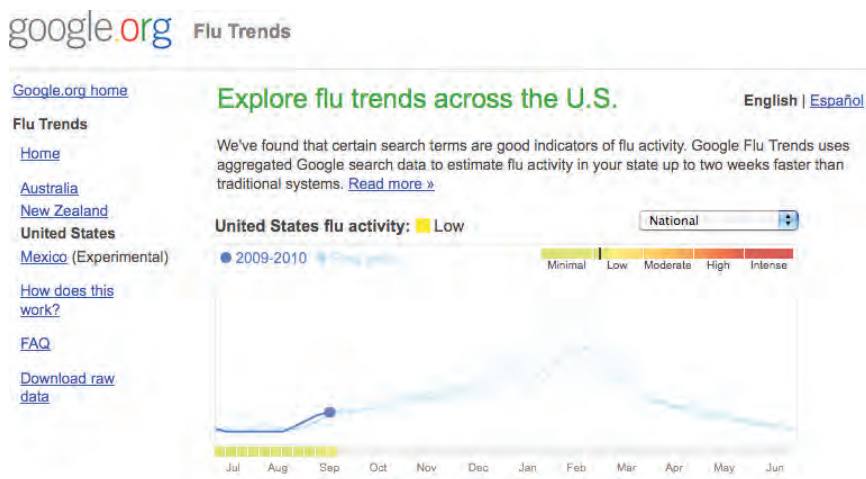 google.org Flu Trends
Google.org home
Flu Trends
Home
Australia
New Zealand
United States
Mexico (Experimental)
How does this
work?
FAQ
Download raw
data
Explore flu trends across the U.S.
English | Español
We've found that certain search terms are good indicators of flu activity. Google Flu Trends uses
aggregated Google search data to estimate flu activity in your state up to two weeks faster than
traditional systems. Read more »
United States flu activity: Low
National
2009-2010
Minimal Low Moderate High Intense
Jul Aug Sep Oct Nov Dec Jan Feb Mar Apr May Jun